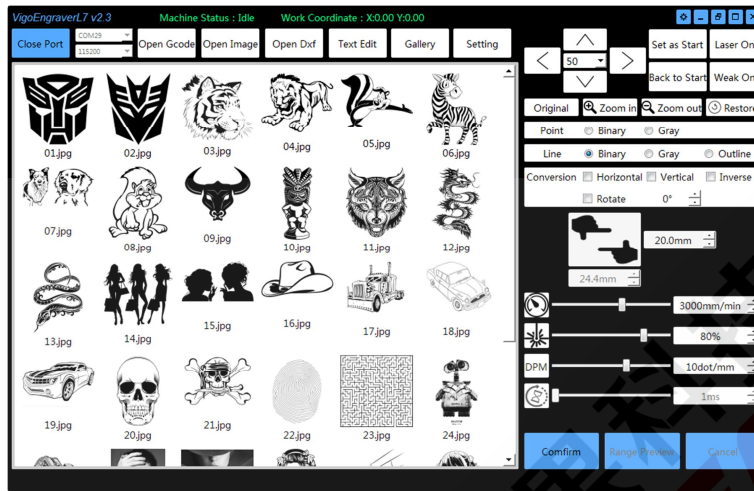 VigoEngraverL7 v2.3 Machine Status : Idle Work Coordinate : X:0.00 Y:0.00
Close Port COM29 115200 Open Gcode Open Image Open Dxf Text Edit Gallery Setting
50 Set as Start Laser On
Back to Start Weak On
Original Zoom in Zoom out Restore
Point Binary Gray
Line Binary Gray Outline
Conversion Horizontal Vertical Inverse
Rotate 0°
20.0mm
24.4mm
3000mm/min
80%
DPM 10dot/mm
1ms
Confirm Range Preview Cancel
01.jpg 02.jpg 03.jpg 04.jpg 05.jpg 06.jpg
07.jpg 08.jpg 09.jpg 10.jpg 11.jpg 12.jpg
13.jpg 14.jpg 15.jpg 16.jpg 17.jpg 18.jpg
19.jpg 20.jpg 21.jpg 22.jpg 23.jpg 24.jpg